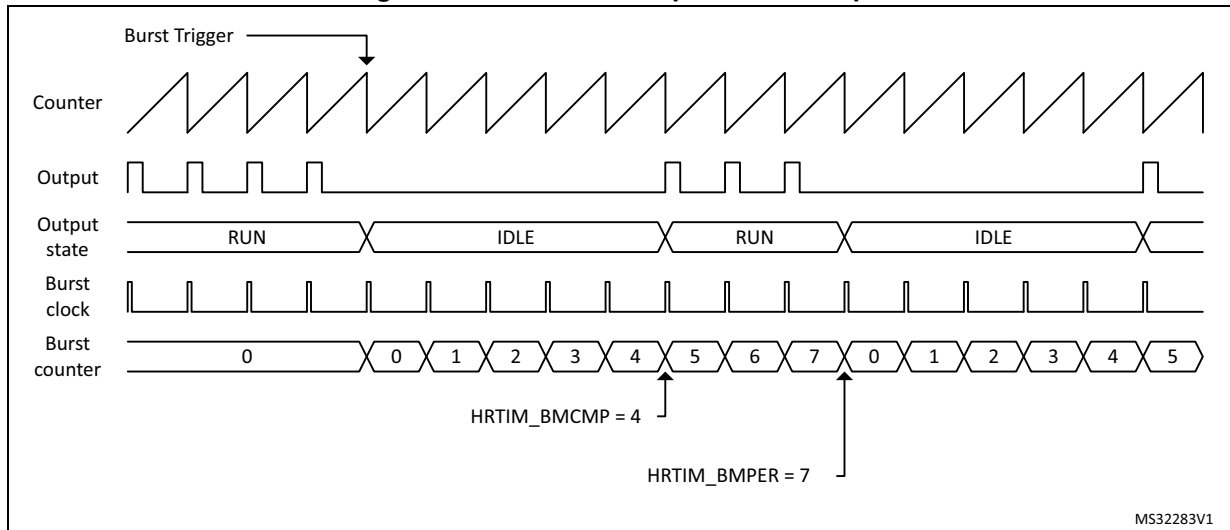 Burst Trigger
Counter
Output
Output
state
RUN
IDLE
RUN
IDLE
Burst
clock
Burst
counter
0
0
1
2
3
4
5
6
7
0
1
2
3
4
5
HRTIM_BMCMP = 4
HRTIM_BMPER = 7
MS32283V1